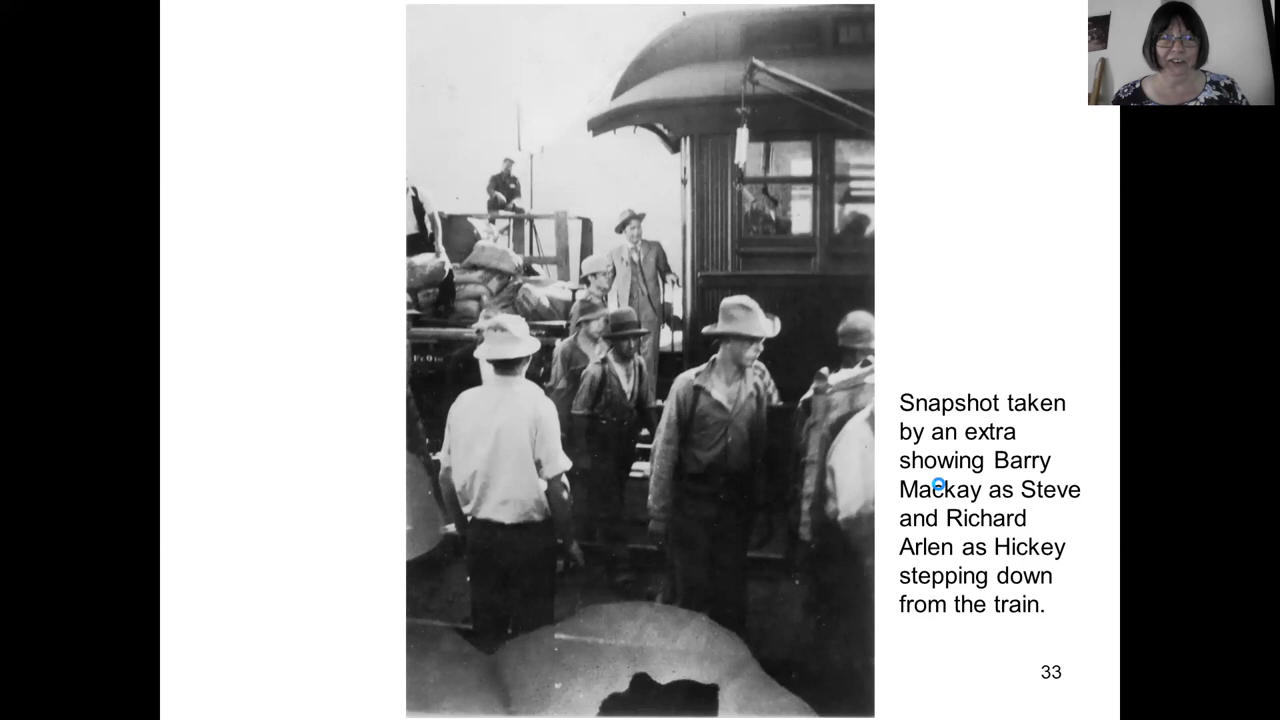 Snapshot taken
by an extra
showing Barry
Mackay as Steve
and Richard
Arlen as Hickey
stepping down
from the train.
33